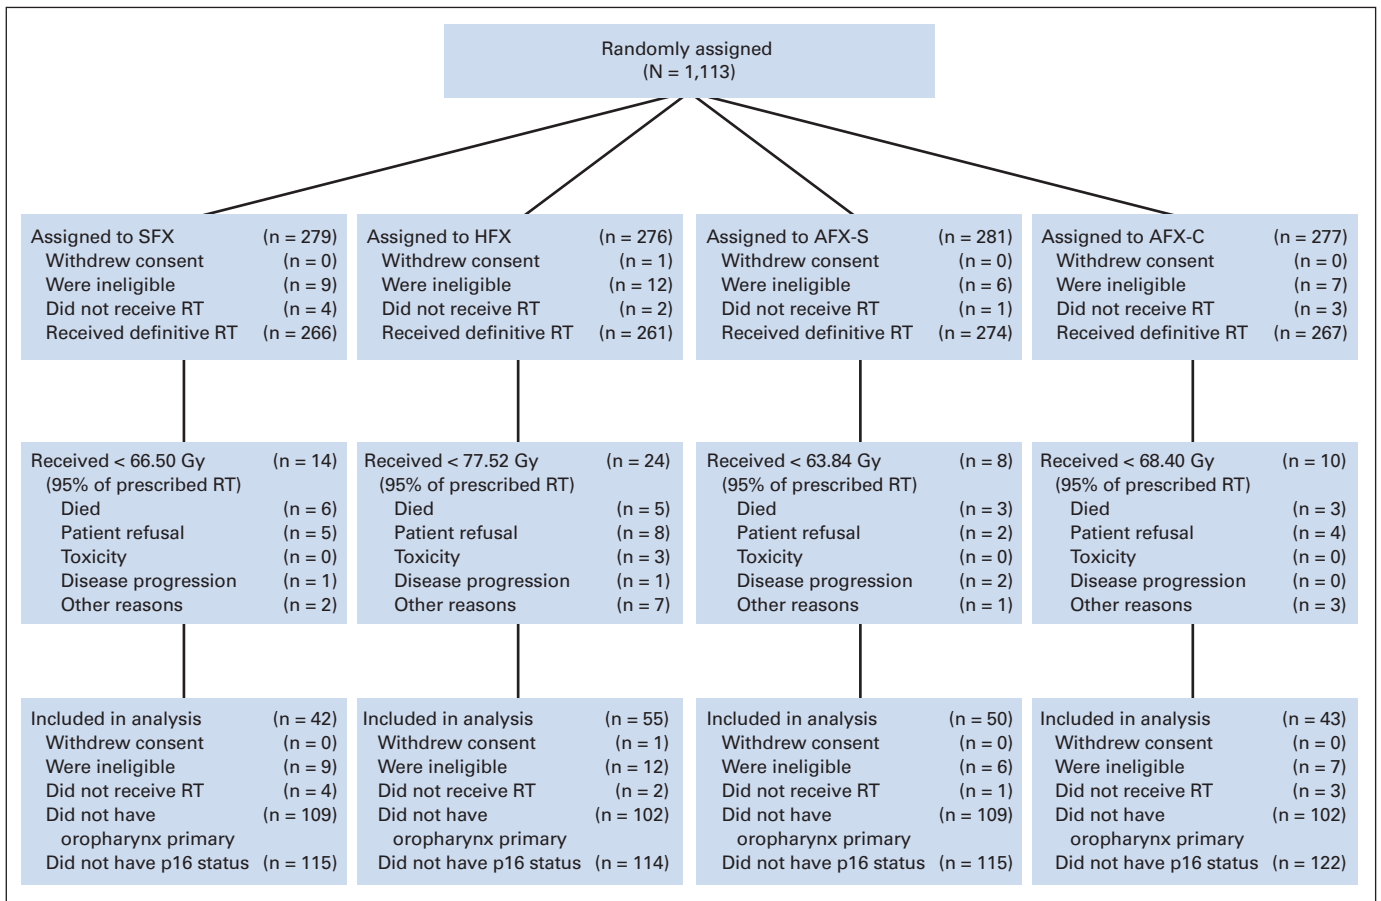 Randomly assigned
(N = 1,113)
Assigned to SFX (n = 279)
Withdrew consent (n = 0)
Were ineligible (n = 9)
Did not receive RT (n = 4)
Received definitive RT (n = 266)
Assigned to HFX (n = 276)
Withdrew consent (n = 1)
Were ineligible (n = 12)
Did not receive RT (n = 2)
Received definitive RT (n = 261)
Assigned to AFX-S (n = 281)
Withdrew consent (n = 0)
Were ineligible (n = 6)
Did not receive RT (n = 1)
Received definitive RT (n = 274)
Assigned to AFX-C (n = 277)
Withdrew consent (n = 0)
Were ineligible (n = 7)
Did not receive RT (n = 3)
Received definitive RT (n = 267)
Received < 66.50 Gy (n = 14)
(95% of prescribed RT)
Died (n = 6)
Patient refusal (n = 5)
Toxicity (n = 0)
Disease progression (n = 1)
Other reasons (n = 2)
Received < 77.52 Gy (n = 24)
(95% of prescribed RT)
Died (n = 5)
Patient refusal (n = 8)
Toxicity (n = 3)
Disease progression (n = 1)
Other reasons (n = 7)
Received < 63.84 Gy (n = 8)
(95% of prescribed RT)
Died (n = 3)
Patient refusal (n = 2)
Toxicity (n = 0)
Disease progression (n = 2)
Other reasons (n = 1)
Received < 68.40 Gy (n = 10)
(95% of prescribed RT)
Died (n = 3)
Patient refusal (n = 4)
Toxicity (n = 0)
Disease progression (n = 0)
Other reasons (n = 3)
Included in analysis (n = 42)
Withdrew consent (n = 0)
Were ineligible (n = 9)
Did not receive RT (n = 4)
Did not have (n = 109)
oropharynx primary
Did not have p16 status (n = 115)
Included in analysis (n = 55)
Withdrew consent (n = 1)
Were ineligible (n = 12)
Did not receive RT (n = 2)
Did not have (n = 102)
oropharynx primary
Did not have p16 status (n = 114)
Included in analysis (n = 50)
Withdrew consent (n = 0)
Were ineligible (n = 6)
Did not receive RT (n = 1)
Did not have (n = 109)
oropharynx primary
Did not have p16 status (n = 115)
Included in analysis (n = 43)
Withdrew consent (n = 0)
Were ineligible (n = 7)
Did not receive RT (n = 3)
Did not have (n = 102)
oropharynx primary
Did not have p16 status (n = 122)